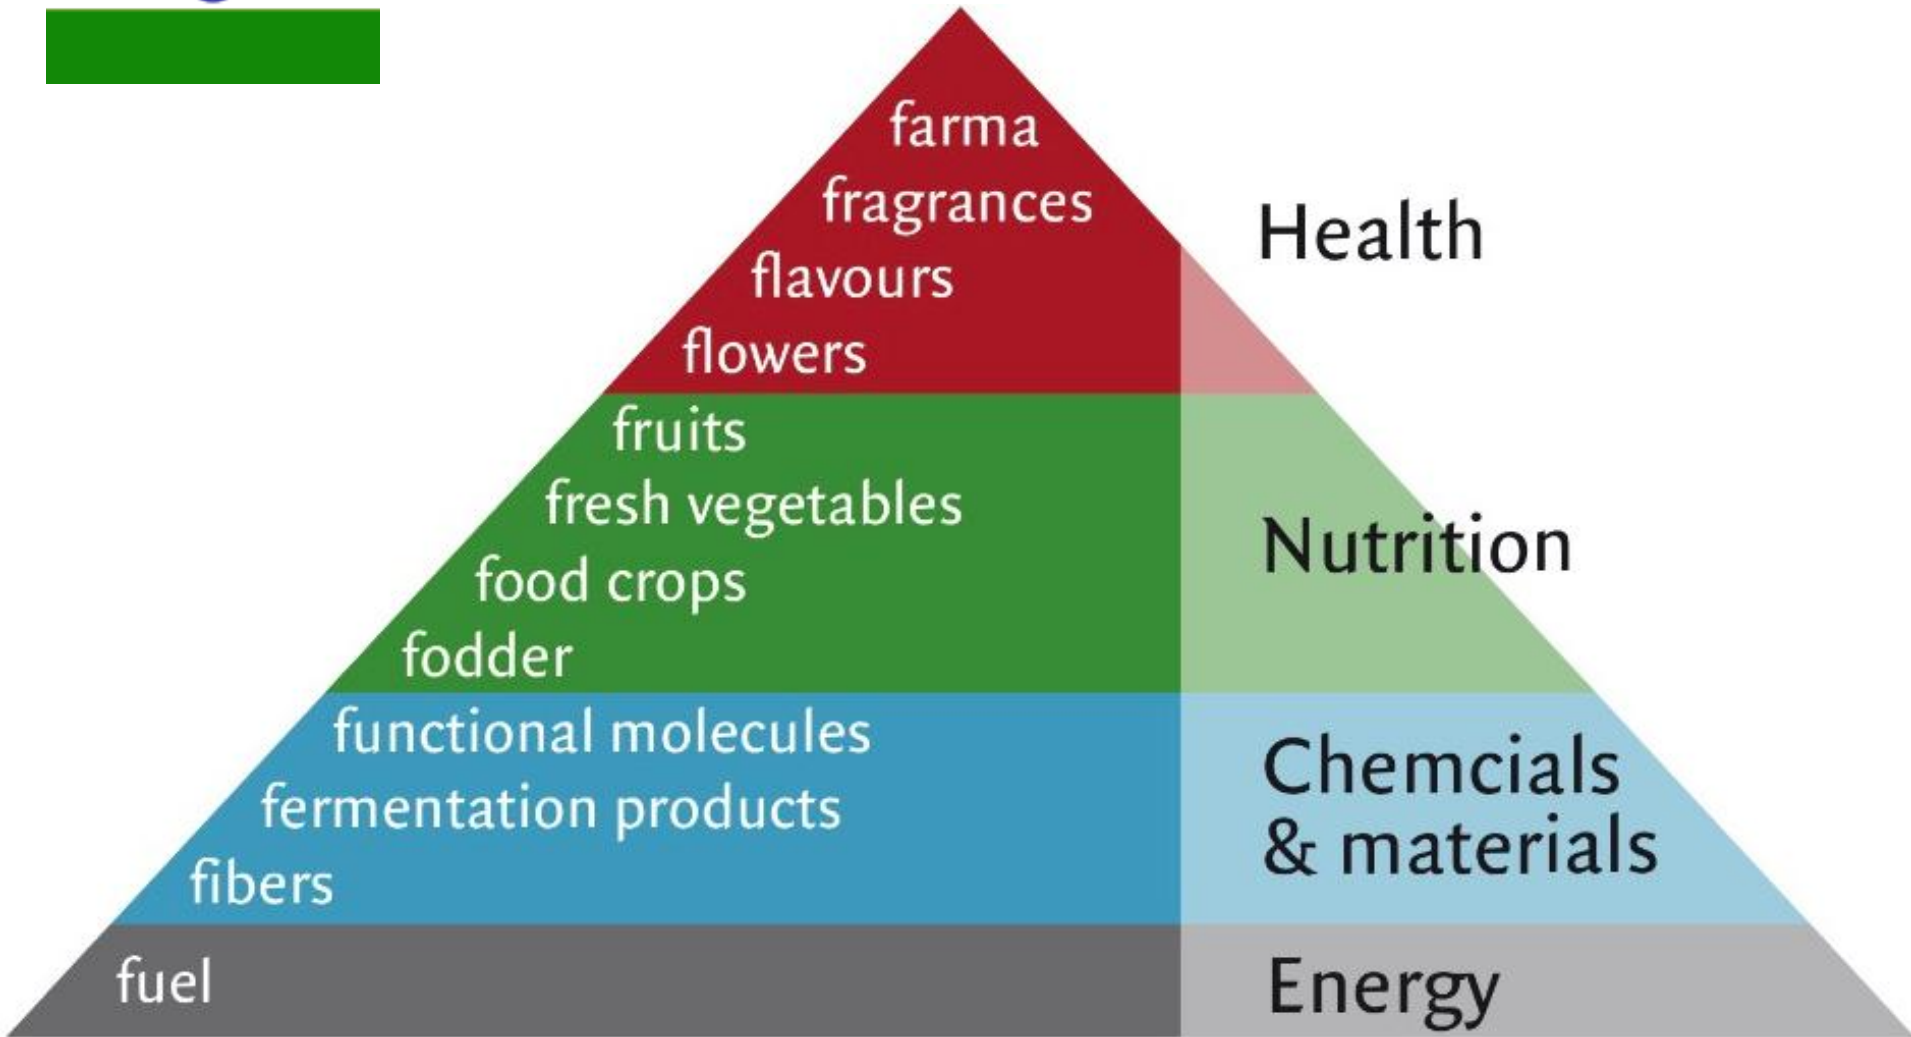 farma
fragrances
flavours
flowers
Health
fruits
fresh vegetables
food crops
fodder
Nutrition
functional molecules
fermentation products
fibers
Chemcials
& materials
fuel
Energy